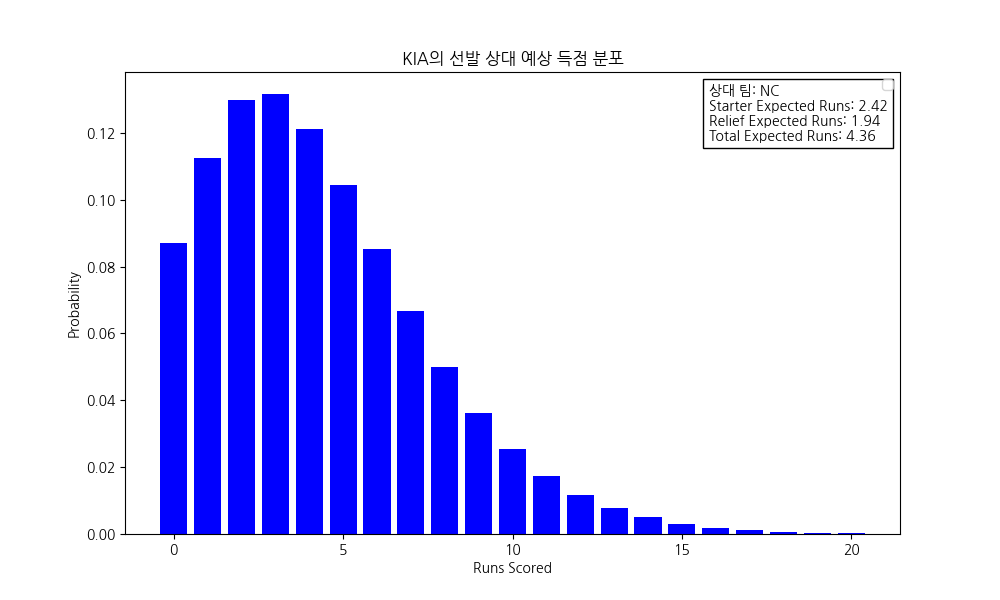 KIA의 선발 상대 예상 득점 분포
상대 팀: NC
Starter Expected Runs: 2.42
Relief Expected Runs: 1.94
Total Expected Runs: 4.36
Probability
0.12
0.10
0.08
0.06
0.04
0.02
0.00
0
5
10
15
20
Runs Scored